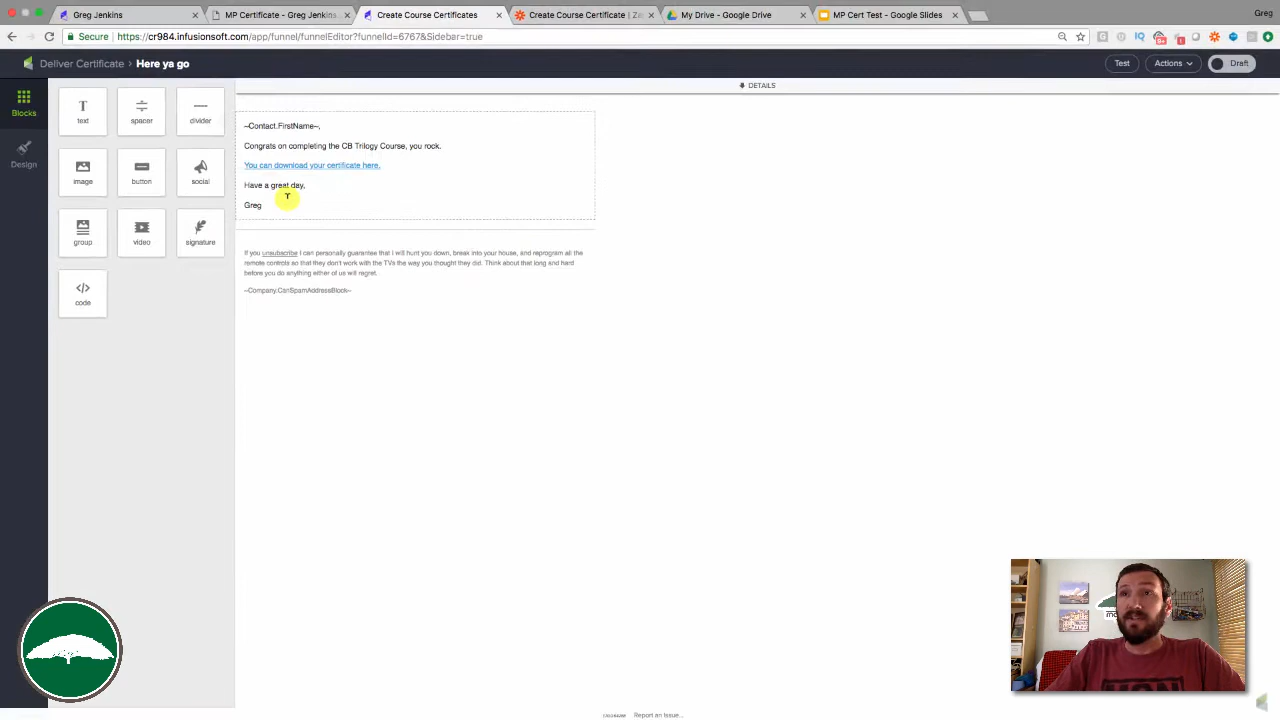 Greg Jenkins
MP Certificate - Greg Jenkins...
Create Course Certificates
Create Course Certificate | Za
My Drive - Google Drive
MP Cert Test - Google Slides
Greg
Secure
https://cr984.infusionsoft.com/app/funnel/funnelEditor?funnelId=6767&Sidebar=true
Deliver Certificate > Here ya go
Test
Actions
Draft
Blocks
Design
text
spacer
divider
image
button
social
group
video
signature
code
DETAILS
~Contact.FirstName~,
Congrats on completing the CB Trilogy Course, you rock.
You can download your certificate here.
Have a great day,
Greg
If you unsubscribe I can personally guarantee that I will hunt you down, break into your house, and reprogram all the
remote controls so that they don't work with the TVs the way you thought they did. Think about that long and hard
before you do anything either of us will regret.
~Company.CanSpamAddressBlock~
Report an Issue...